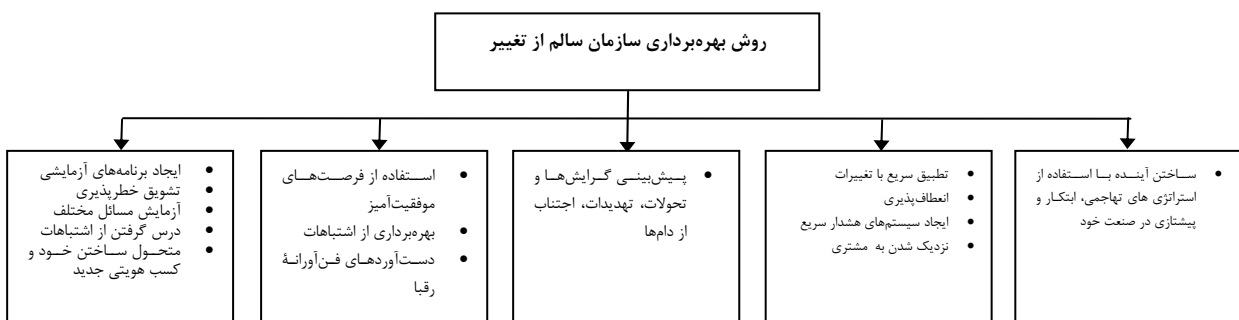 روش بهره‌برداری سازمان سالم از تغییر
• ساختن آینده با استفاده از
استراتژی های تهاجمی، ابتکار و
پیشتازی در صنعت خود
• تطبیق سریع با تغییرات
• انعطاف‌پذیری
• ایجاد سیستم‌های هشدار سریع
• نزدیک شدن به مشتری
• پیش‌بینی گرایش‌ها و
تحولات، تهدیدات، اجتناب
از دام‌ها
• استفاده از فرصت‌های
موفقیت‌آمیز
• بهره‌برداری از اشتباهات
• دست‌آوردهای فن‌آورانۀ
رقبا
• ایجاد برنامه‌های آزمایشی
• تشویق خطرپذیری
• آزمایش مسائل مختلف
• درس گرفتن از اشتباهات
• متحول ساختن خود و
کسب هویتی جدید